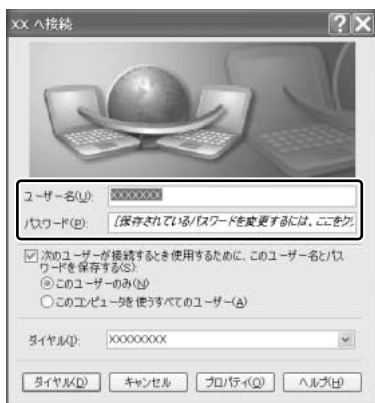 XX へ接続
ユーザー名(U): XXXXXXXX
パスワード(P): [保存されているパスワードを変更するには、ここをクリ
次のユーザーが接続するとき使用するために、このユーザー名とパス
ワードを保存する(S):
このユーザーのみ(N)
このコンピュータを使うすべてのユーザー(A)
ダイヤル(I): XXXXXXXX
ダイヤル(D) キャンセル プロパティ(O) ヘルプ(H)